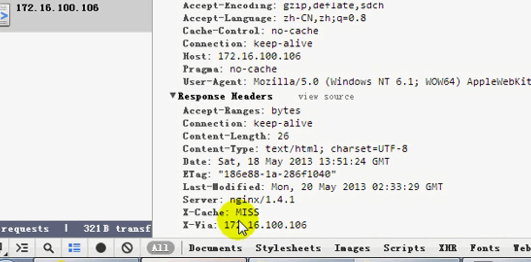 172.16.100.106
Accept-Encoding: gzip,deflate,sdch
Accept-Language: zh-CN,zh;q=0.8
Cache-Control: no-cache
Connection: keep-alive
Host: 172.16.100.106
Pragma: no-cache
User-Agent: Mozilla/5.0 (Windows NT 6.1; WOW64) AppleWebKit
▼Response Headers view source
Accept-Ranges: bytes
Connection: keep-alive
Content-Length: 26
Content-Type: text/html; charset=UTF-8
Date: Sat, 18 May 2013 13:51:24 GMT
ETag: "186e88-1a-286f1040"
Last-Modified: Mon, 20 May 2013 02:33:29 GMT
Server: nginx/1.4.1
X-Cache: MISS
X-Via: 172.16.100.106
requests | 321B transf
All Documents Stylesheets Images Scripts XHR Fonts We